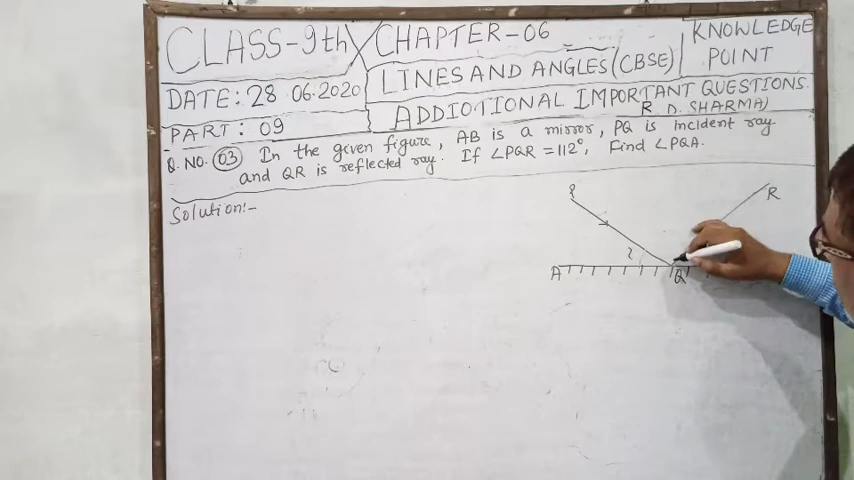 CLASS-9th CHAPTER-06 KNOWLEDGE POINT
LINES AND ANGLES (CBSE)
DATE: 28 06.2020
ADDIOTIONAL IMPORTANT QUESTIONS.
R. D. SHARMA)
PART: 09
Q. NO. 03 In the given figure, AB is a mirror, PQ is incident ray
and QR is reflected ray. If ∠PQR = 112°, Find ∠PQA.
Solution:-
P
R
?
A
Q